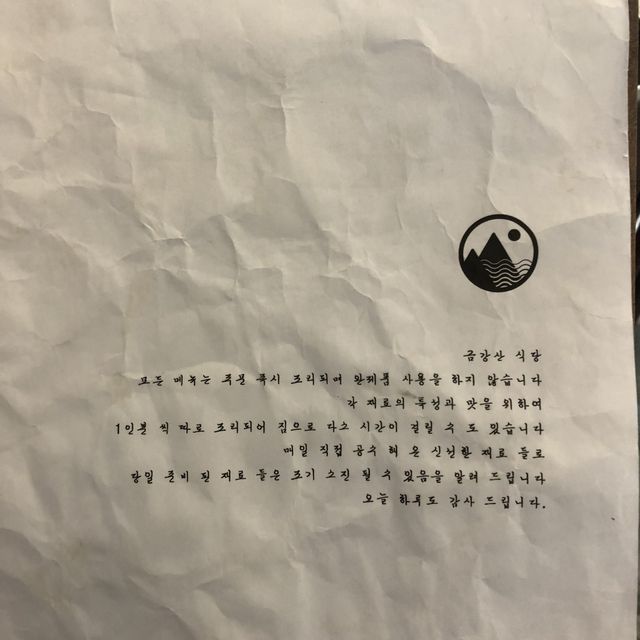 금강산 식당
모든 메뉴는 주문 즉시 조리되어 완제품 사용을 하지 않습니다
각 재료의 특성과 맛을 위하여
1인분 씩 따로 조리되어 짐으로 다소 시간이 걸릴 수 도 있습니다
매일 직접 공수 해 온 신선한 재료 들로
당일 준비 된 재료 들은 조기 소진 될 수 있음을 알려 드립니다
오늘 하루도 감사 드립니다.